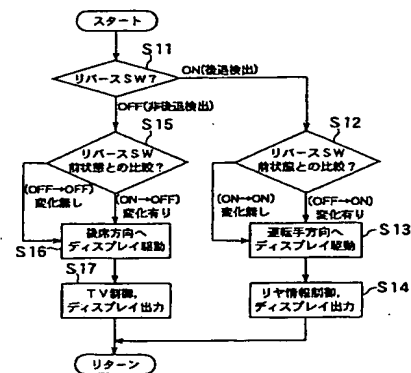 スタート
S11
リバースSW?
ON(後退検出)
OFF(非後退検出)
S15
リバースSW
前状態との比較?
S12
リバースSW
前状態との比較?
(OFF→OFF)
変化無し
(ON→OFF)
変化有り
(ON→ON)
変化無し
(OFF→ON)
変化有り
後席方向へ
ディスプレイ駆動
S16
運転手方向へ
ディスプレイ駆動
S13
S17
TV制御,
ディスプレイ出力
リヤ情報制御,
ディスプレイ出力
S14
リターン